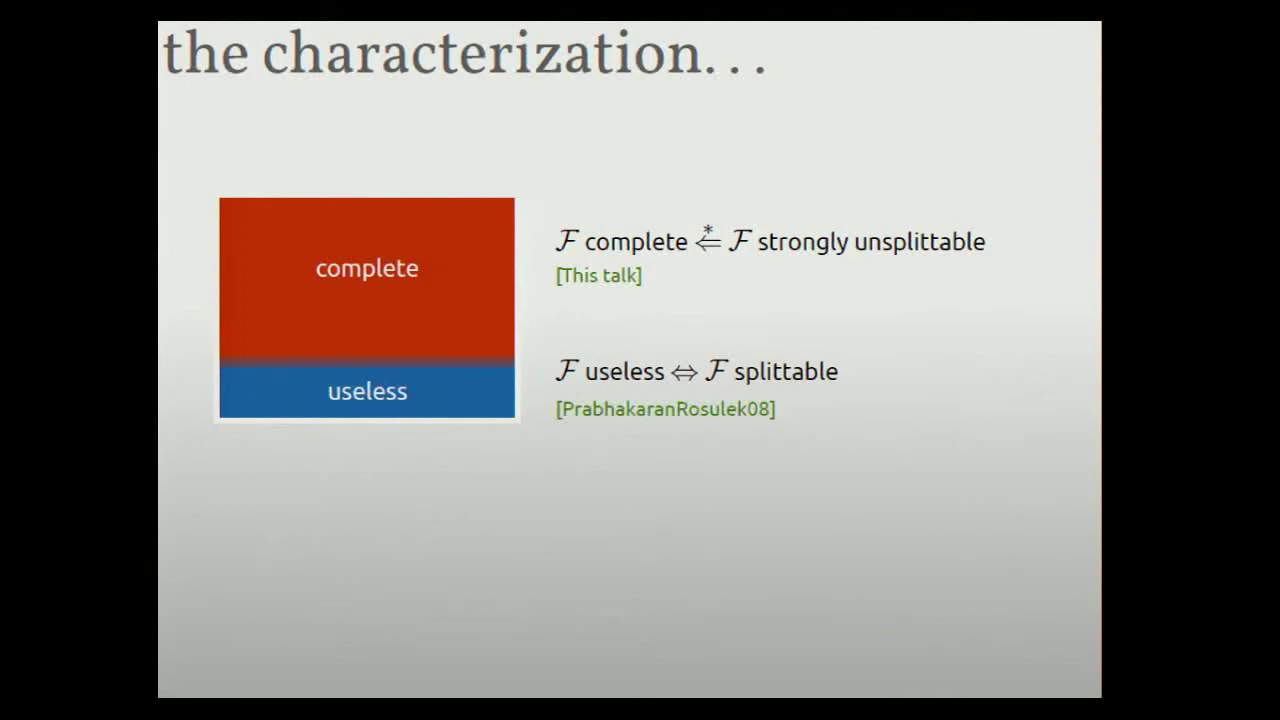 the characterization. . .
complete
ℱ complete ⇐* ℱ strongly unsplittable
[This talk]
useless
ℱ useless ⇔ ℱ splittable
[PrabhakaranRosulek08]